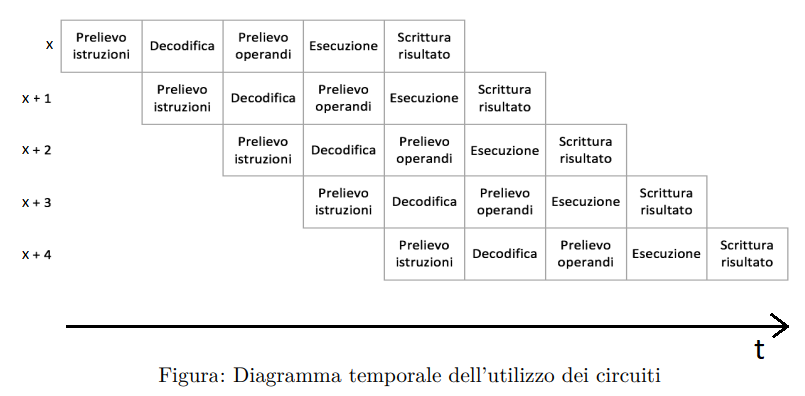 x
Prelievo
istruzioni
Decodifica
Prelievo
operandi
Esecuzione
Scrittura
risultato
x + 1
Prelievo
istruzioni
Decodifica
Prelievo
operandi
Esecuzione
Scrittura
risultato
x + 2
Prelievo
istruzioni
Decodifica
Prelievo
operandi
Esecuzione
Scrittura
risultato
x + 3
Prelievo
istruzioni
Decodifica
Prelievo
operandi
Esecuzione
Scrittura
risultato
x + 4
Prelievo
istruzioni
Decodifica
Prelievo
operandi
Esecuzione
Scrittura
risultato
t
Figura: Diagramma temporale dell'utilizzo dei circuiti